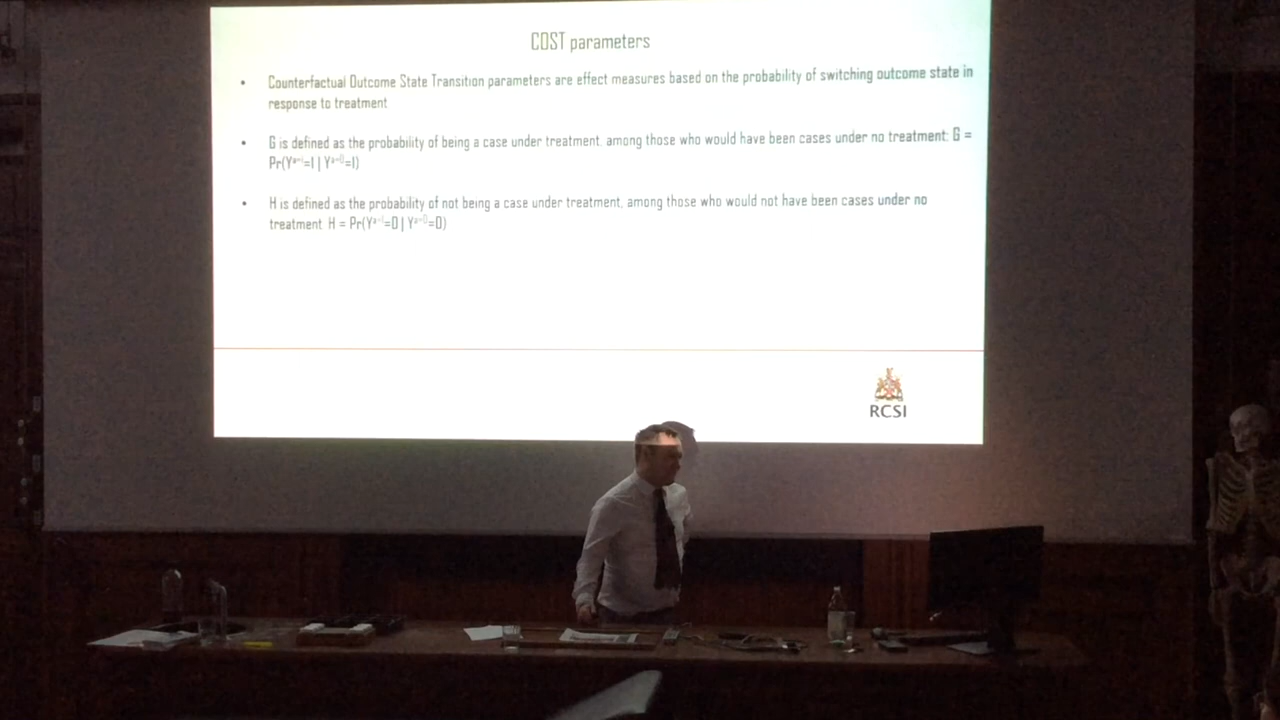 COST parameters
• Counterfactual Outcome State Transition parameters are effect measures based on the probability of switching outcome state in
response to treatment
• G is defined as the probability of being a case under treatment, among those who would have been cases under no treatment: G =
Pr(Yᵃ⁼¹=1 | Yᵃ⁼⁰=1)
• H is defined as the probability of not being a case under treatment, among those who would not have been cases under no
treatment H = Pr(Yᵃ⁼¹=0 | Yᵃ⁼⁰=0)
RCSI